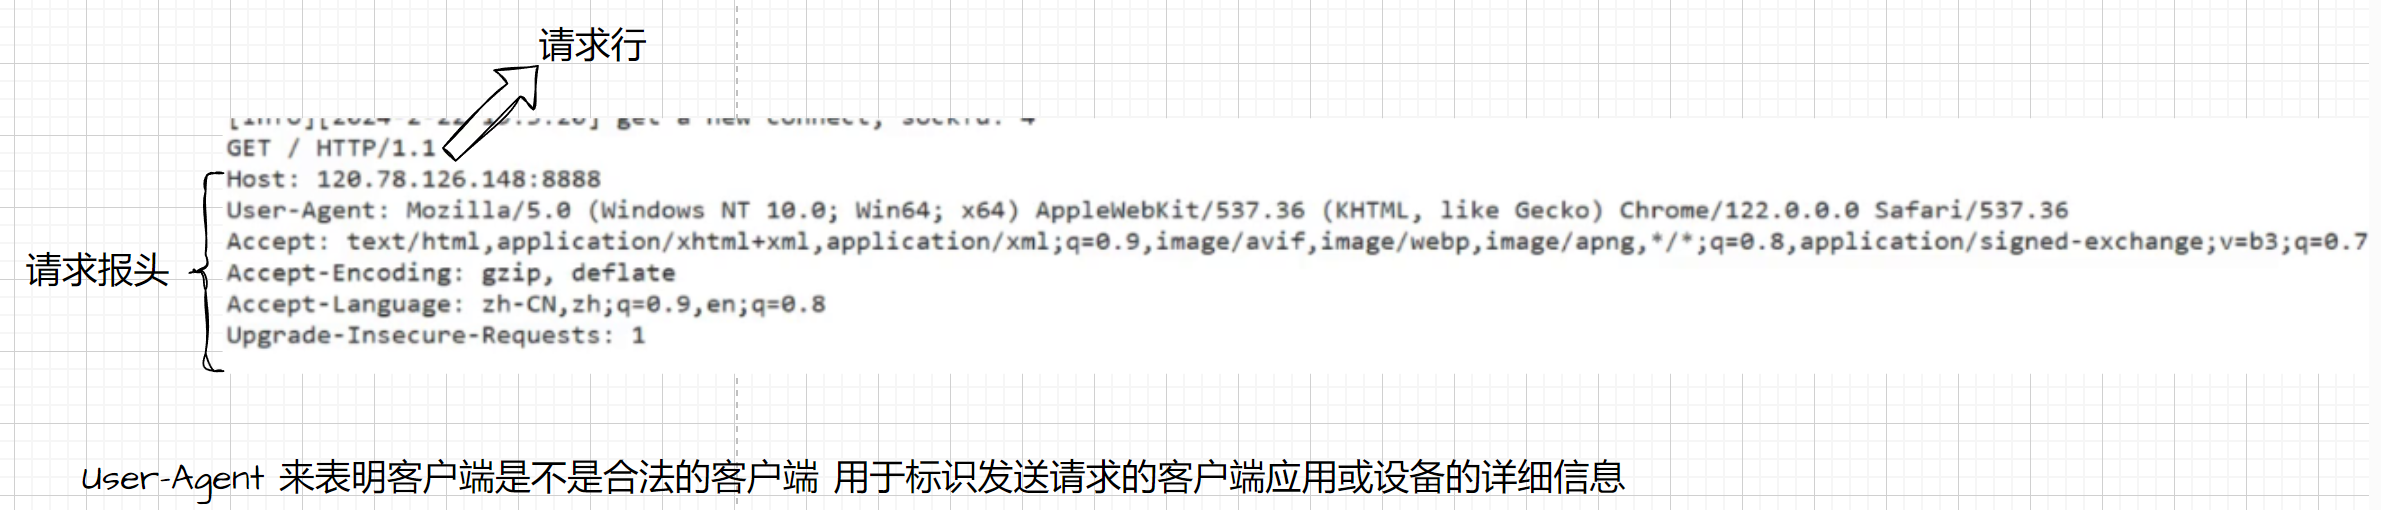 请求行
get a new connect, sockfd: 4
GET / HTTP/1.1
Host: 120.78.126.148:8888
User-Agent: Mozilla/5.0 (Windows NT 10.0; Win64; x64) AppleWebKit/537.36 (KHTML, like Gecko) Chrome/122.0.0.0 Safari/537.36
Accept: text/html,application/xhtml+xml,application/xml;q=0.9,image/avif,image/webp,image/apng,*/*;q=0.8,application/signed-exchange;v=b3;q=0.7
请求报头
Accept-Encoding: gzip, deflate
Accept-Language: zh-CN,zh;q=0.9,en;q=0.8
Upgrade-Insecure-Requests: 1
User-Agent 来表明客户端是不是合法的客户端 用于标识发送请求的客户端应用或设备的详细信息